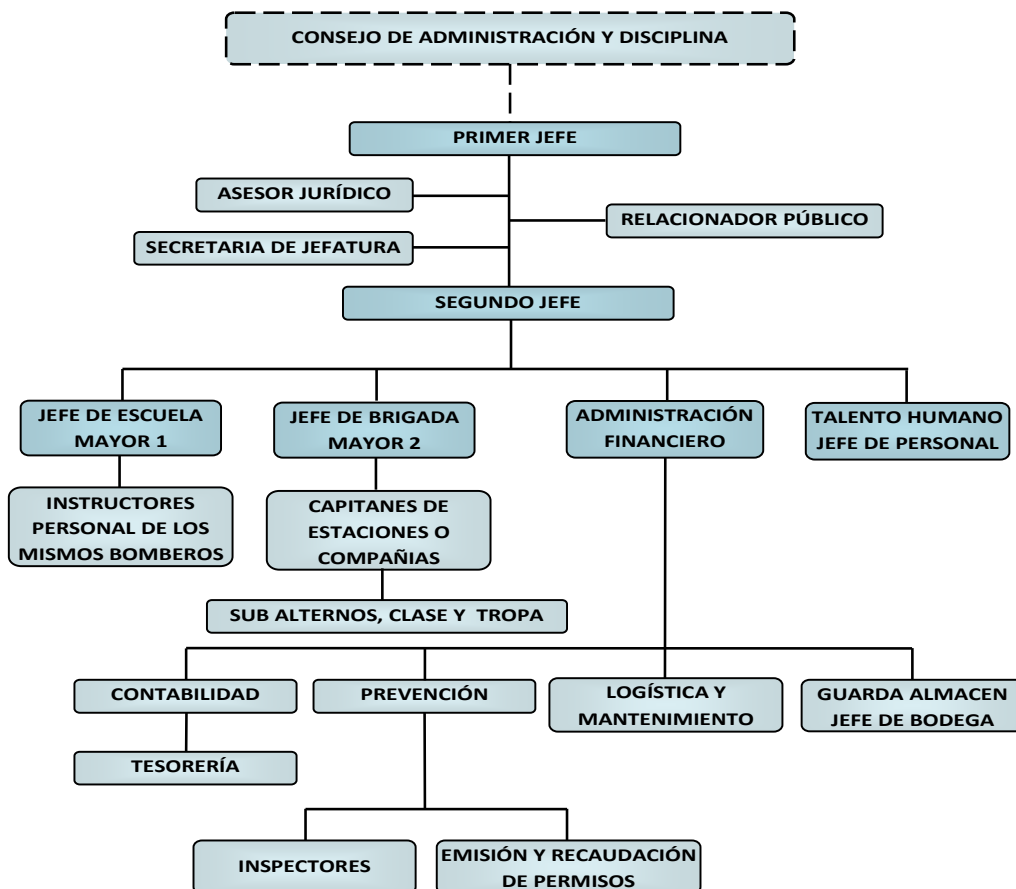 CONSEJO DE ADMINISTRACIÓN Y DISCIPLINA
PRIMER JEFE
ASESOR JURÍDICO
RELACIONADOR PÚBLICO
SECRETARIA DE JEFATURA
SEGUNDO JEFE
JEFE DE ESCUELA
MAYOR 1
JEFE DE BRIGADA
MAYOR 2
ADMINISTRACIÓN
FINANCIERO
TALENTO HUMANO
JEFE DE PERSONAL
INSTRUCTORES
PERSONAL DE LOS
MISMOS BOMBEROS
CAPITANES DE
ESTACIONES O
COMPAÑIAS
SUB ALTERNOS, CLASE Y TROPA
CONTABILIDAD
PREVENCIÓN
LOGÍSTICA Y
MANTENIMIENTO
GUARDA ALMACEN
JEFE DE BODEGA
TESORERÍA
INSPECTORES
EMISIÓN Y RECAUDACIÓN
DE PERMISOS